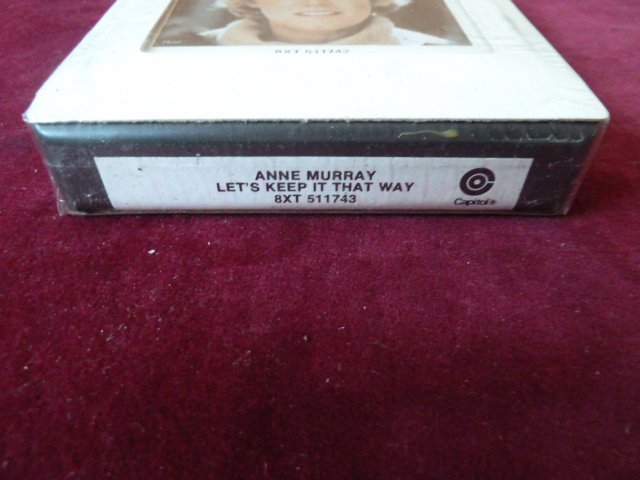 8XT 511743
ANNE MURRAY
LET'S KEEP IT THAT WAY
8XT 511743
Capitol